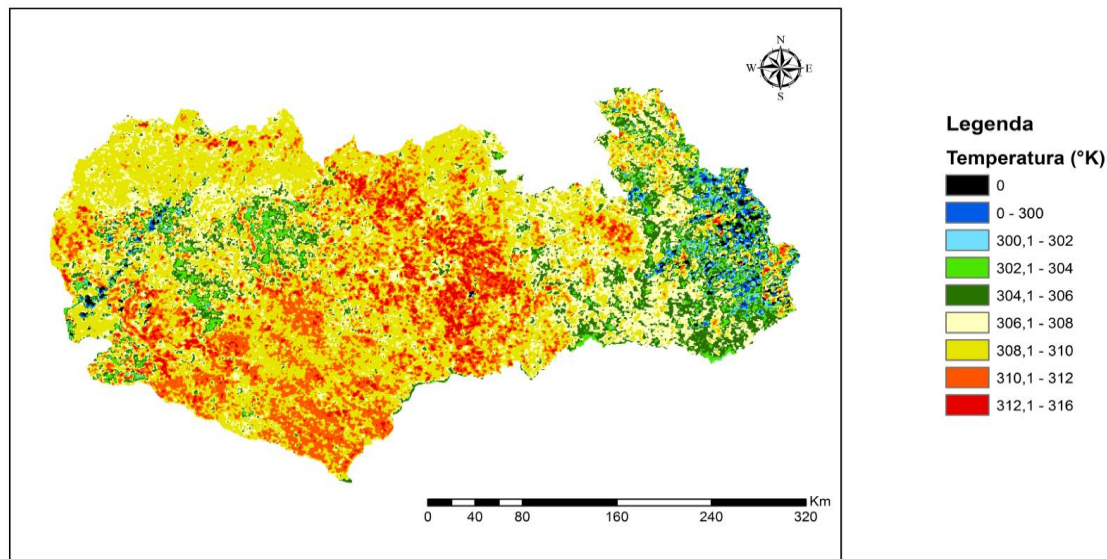 N
W E
S
Legenda
Temperatura (°K)
0
0 - 300
300,1 - 302
302,1 - 304
304,1 - 306
306,1 - 308
308,1 - 310
310,1 - 312
312,1 - 316
Km
0 40 80 160 240 320